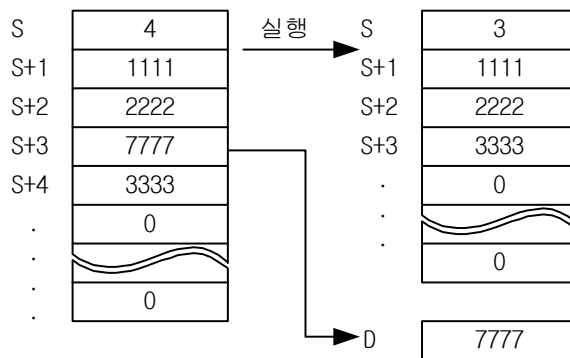 S 4 실행 S 3
S+1 1111 S+1 1111
S+2 2222 S+2 2222
S+3 7777 S+3 3333
S+4 3333 . 0
. 0 .
. . 0
. 0
. D 7777